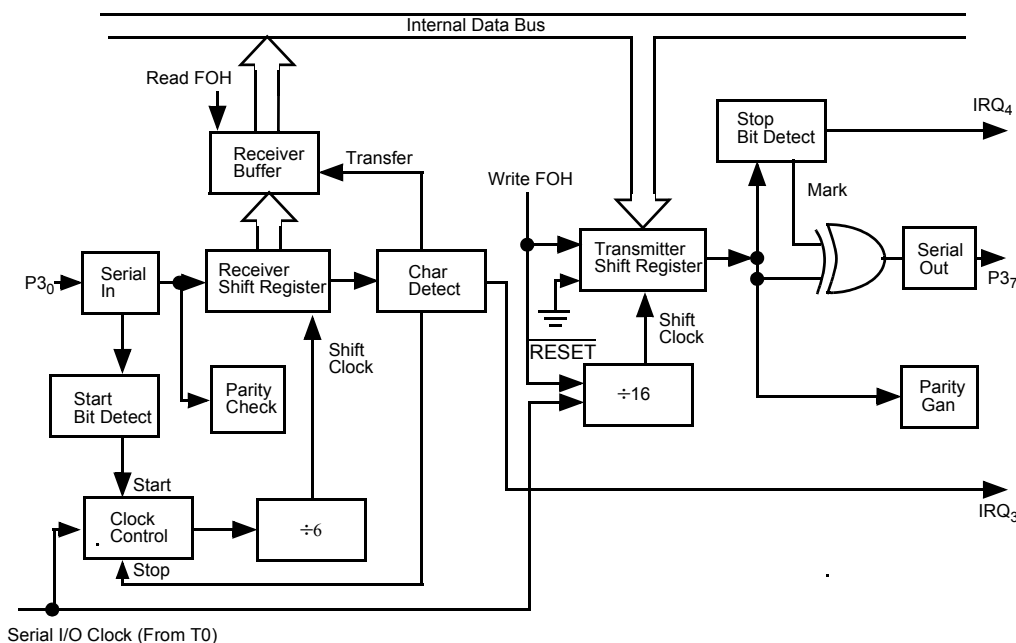 Internal Data Bus
Read FOH
Receiver
Buffer
Transfer
Write FOH
Stop
Bit Detect
IRQ4
Mark
P30
Serial
In
Receiver
Shift Register
Char
Detect
Transmitter
Shift Register
Serial
Out
P37
Shift
Clock
Shift
Clock
RESET
Start
Bit Detect
Parity
Check
÷16
Parity
Gan
Start
Clock
Control
÷6
IRQ3
Stop
Serial I/O Clock (From T0)